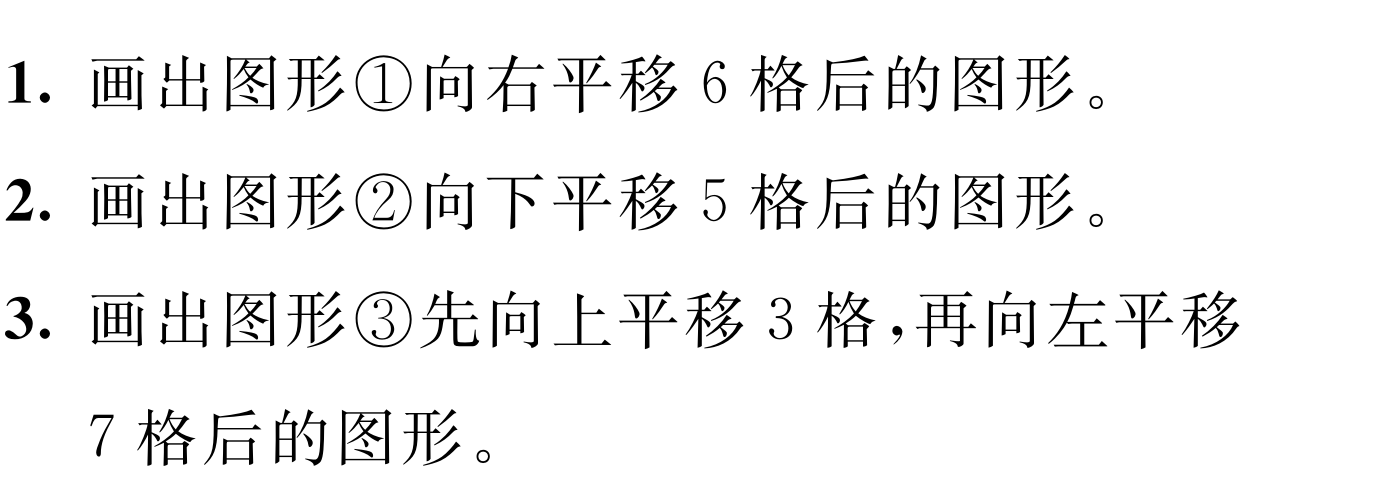 1. 画出图形①向右平移 6 格后的图形。
2. 画出图形②向下平移 5 格后的图形。
3. 画出图形③先向上平移 3 格,再向左平移
7 格后的图形。